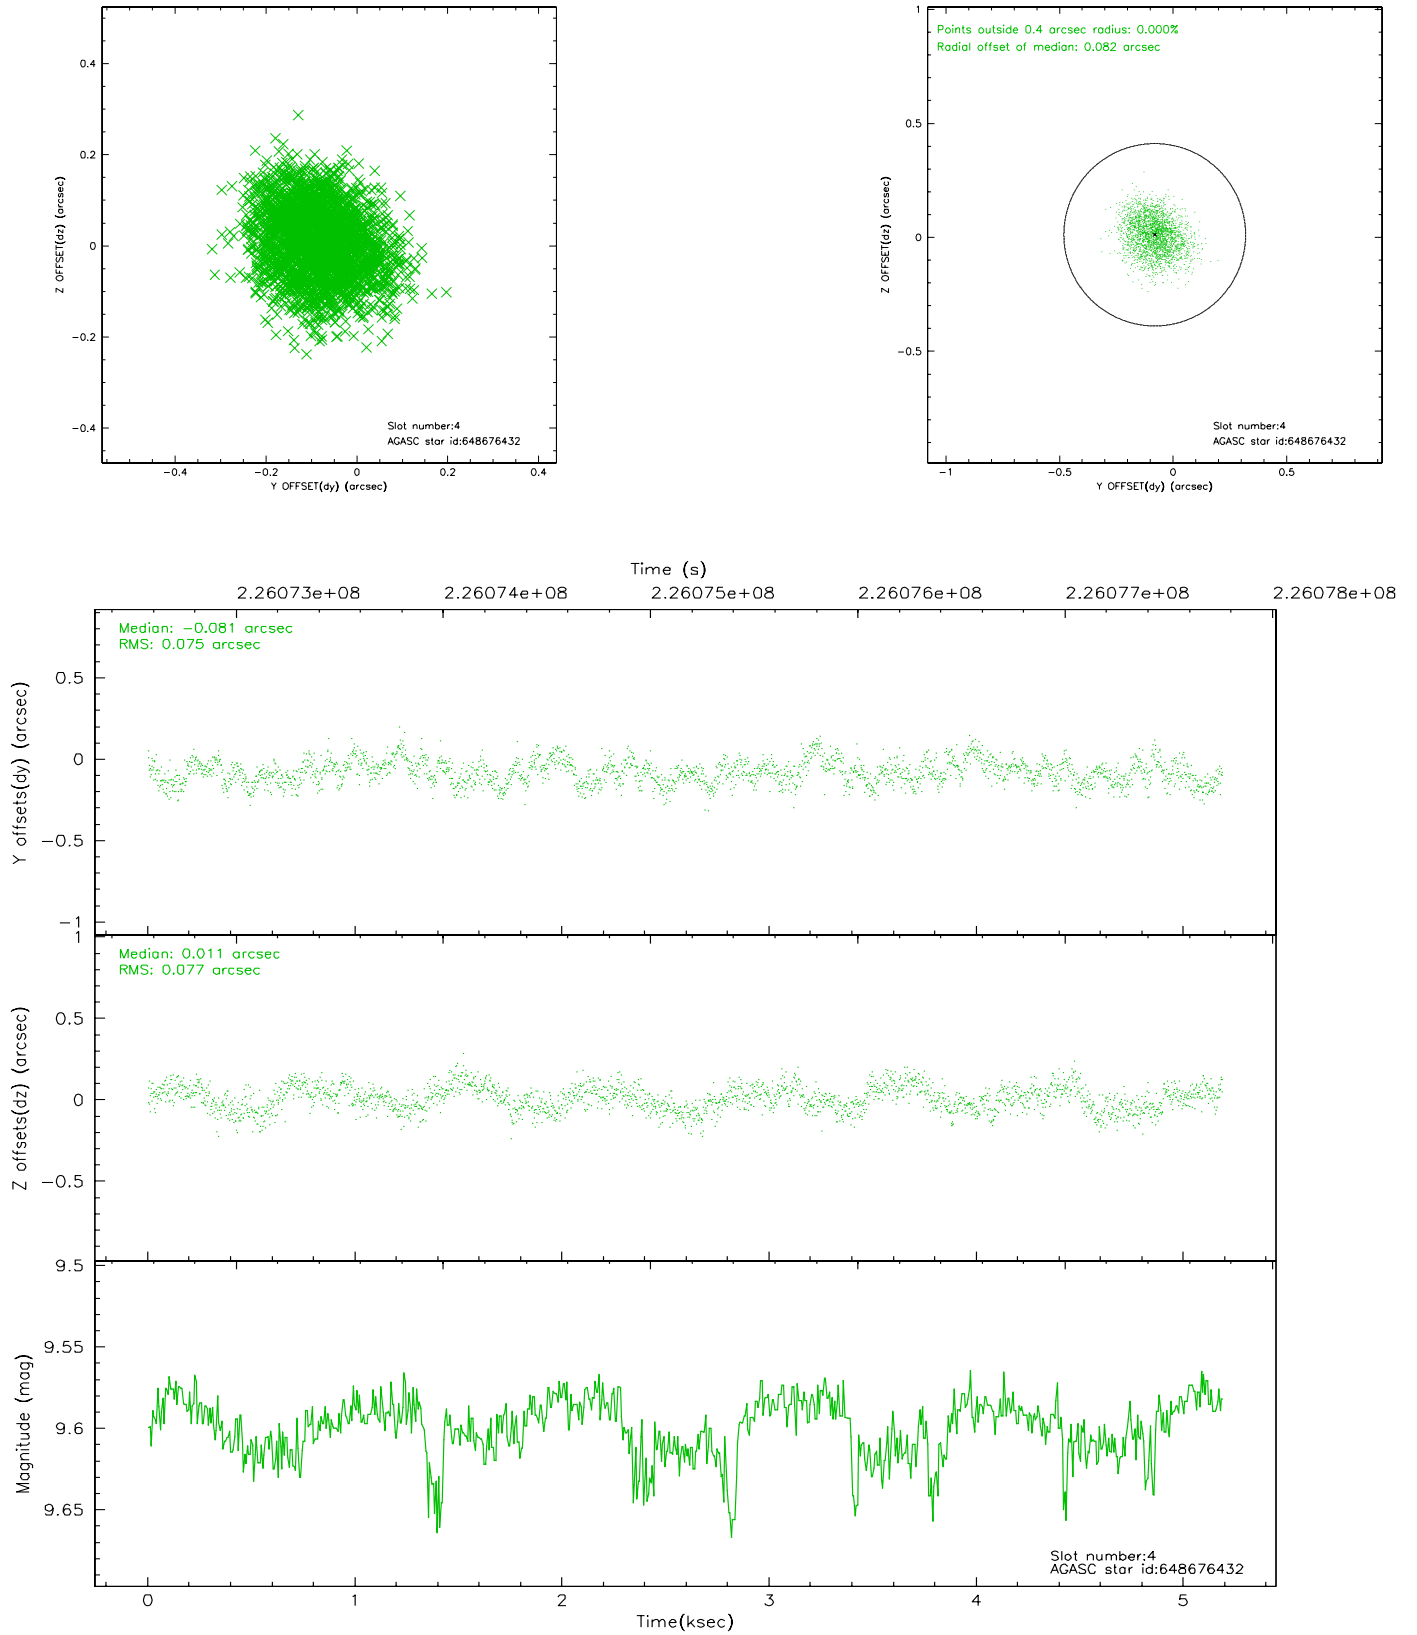 0.4
0.2
0
−0.2
−0.4
Z OFFSET(dz) (arcsec)
Slot number:4
AGASC star id:648676432
−0.4 −0.2 0 0.2 0.4
Y OFFSET(dy) (arcsec)
Points outside 0.4 arcsec radius: 0.000%
Radial offset of median: 0.082 arcsec
1
0.5
0
−0.5
Z OFFSET(dz) (arcsec)
Slot number:4
AGASC star id:648676432
−1 −0.5 0 0.5
Y OFFSET(dy) (arcsec)
Time (s)
2.26073e+08 2.26074e+08 2.26075e+08 2.26076e+08 2.26077e+08 2.26078e+08
Median: −0.081 arcsec
RMS: 0.075 arcsec
0.5
0
−0.5
−1
Y offsets(dy) (arcsec)
Median: 0.011 arcsec
RMS: 0.077 arcsec
1
0.5
0
−0.5
Z offsets(dz) (arcsec)
9.5
9.55
9.6
9.65
Magnitude (mag)
Slot number:4
AGASC star id:648676432
0 1 2 3 4 5
Time(ksec)